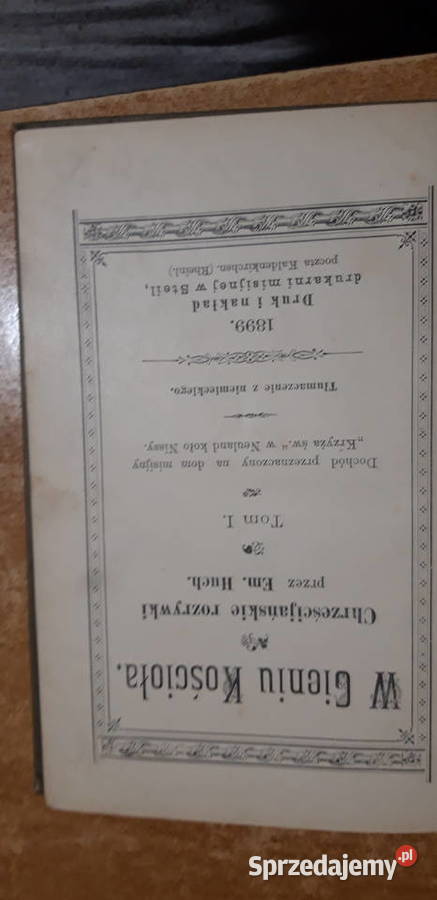 W Cieniu Kościoła.
Chrześcijańskie rozrywki
przez Em. Huch.
Tom I.
Dochód przeznaczony na dom misyjny
„Krzyża św.“ w Neuland koło Nissy.
Tłumaczenie z niemieckiego.
1899.
Druk i nakład
drukarni misijnej w Steil,
poczta Kaldenkirchen. (Rheinl.)
Sprzedajemy.pl